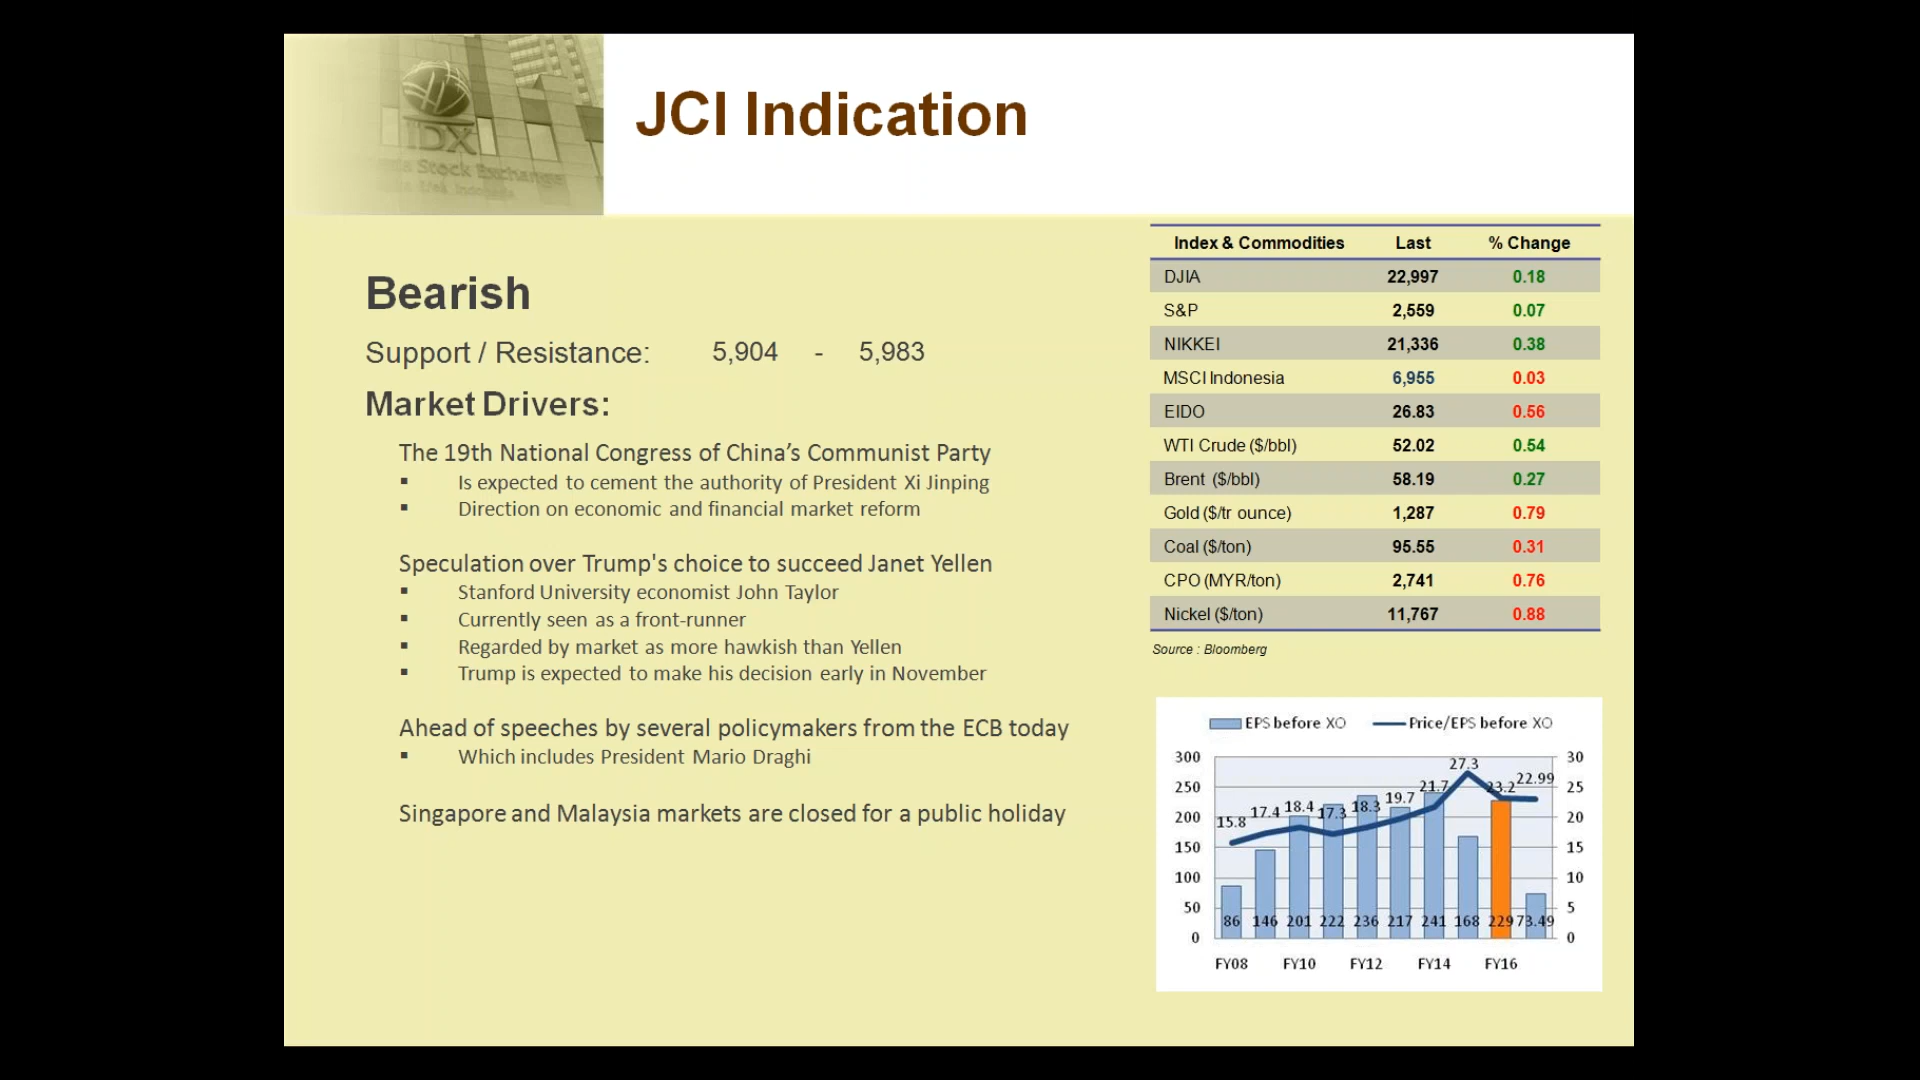 IDX
Stock Exchange
JCI Indication
Bearish
Support / Resistance: 5,904 - 5,983
Market Drivers:
The 19th National Congress of China’s Communist Party
▪ Is expected to cement the authority of President Xi Jinping
▪ Direction on economic and financial market reform
Speculation over Trump's choice to succeed Janet Yellen
▪ Stanford University economist John Taylor
▪ Currently seen as a front-runner
▪ Regarded by market as more hawkish than Yellen
▪ Trump is expected to make his decision early in November
Ahead of speeches by several policymakers from the ECB today
▪ Which includes President Mario Draghi
Singapore and Malaysia markets are closed for a public holiday
Index & Commodities Last % Change
DJIA 22,997 0.18
S&P 2,559 0.07
NIKKEI 21,336 0.38
MSCI Indonesia 6,955 0.03
EIDO 26.83 0.56
WTI Crude ($/bbl) 52.02 0.54
Brent ($/bbl) 58.19 0.27
Gold ($/tr ounce) 1,287 0.79
Coal ($/ton) 95.55 0.31
CPO (MYR/ton) 2,741 0.76
Nickel ($/ton) 11,767 0.88
Source : Bloomberg
EPS before XO Price/EPS before XO
300 250 200 150 100 50 0
30 25 20 15 10 5 0
15.8 17.4 18.4 17.3 18.3 19.7 21.7 27.3 23.2 22.99
86 146 201 222 236 217 241 168 229 73.49
FY08 FY10 FY12 FY14 FY16